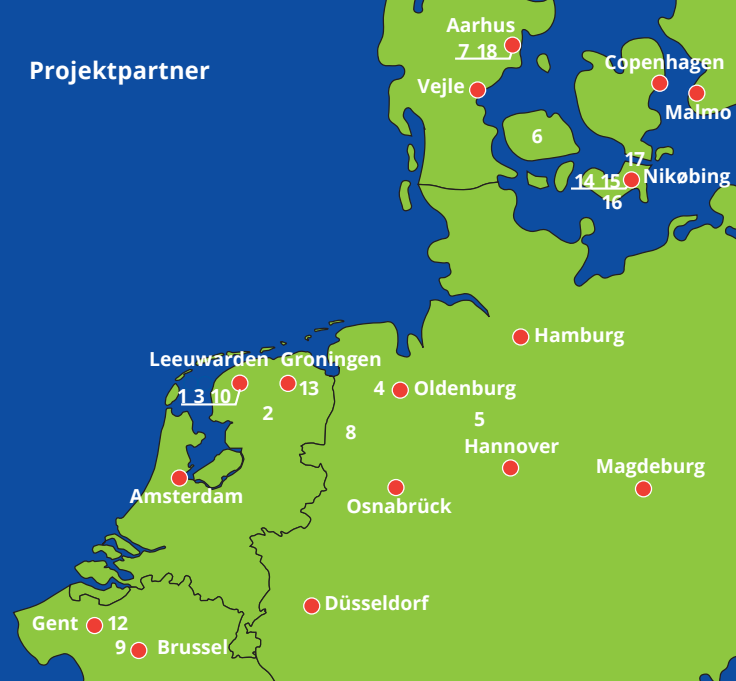 Aarhus
7 18
Projektpartner
Copenhagen
Vejle
Malmo
6
17
14 15 Nikøbing
16
Hamburg
Leeuwarden Groningen
1 3 10
13
4 Oldenburg
2
5
8
Hannover
Magdeburg
Amsterdam
Osnabrück
Düsseldorf
Gent 12
9 Brussel